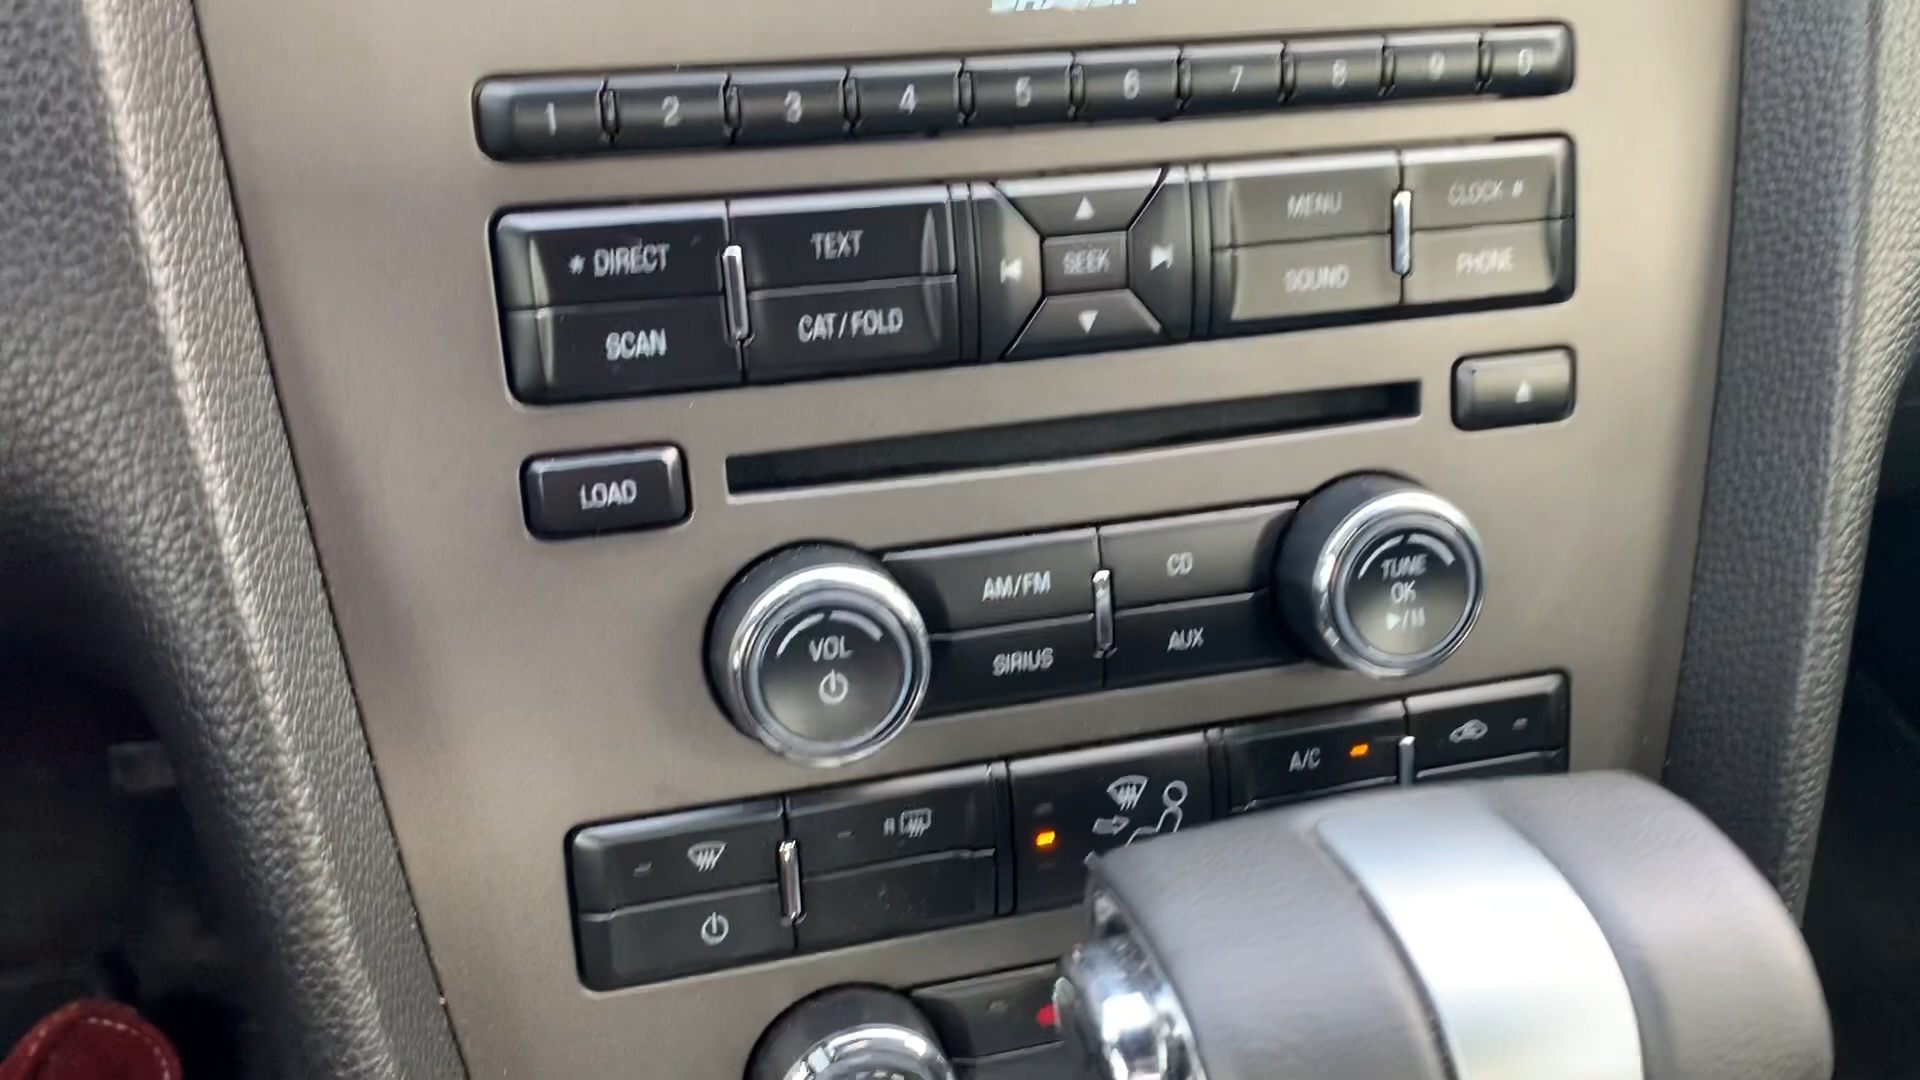 1 2 3 4 5 6 7 8 9 0
* DIRECT TEXT MENU CLOCK #
SEEK
SCAN CAT/FOLD SOUND PHONE
LOAD
AM/FM CD
SIRIUS AUX
VOL
TUNE
OK
A/C
R